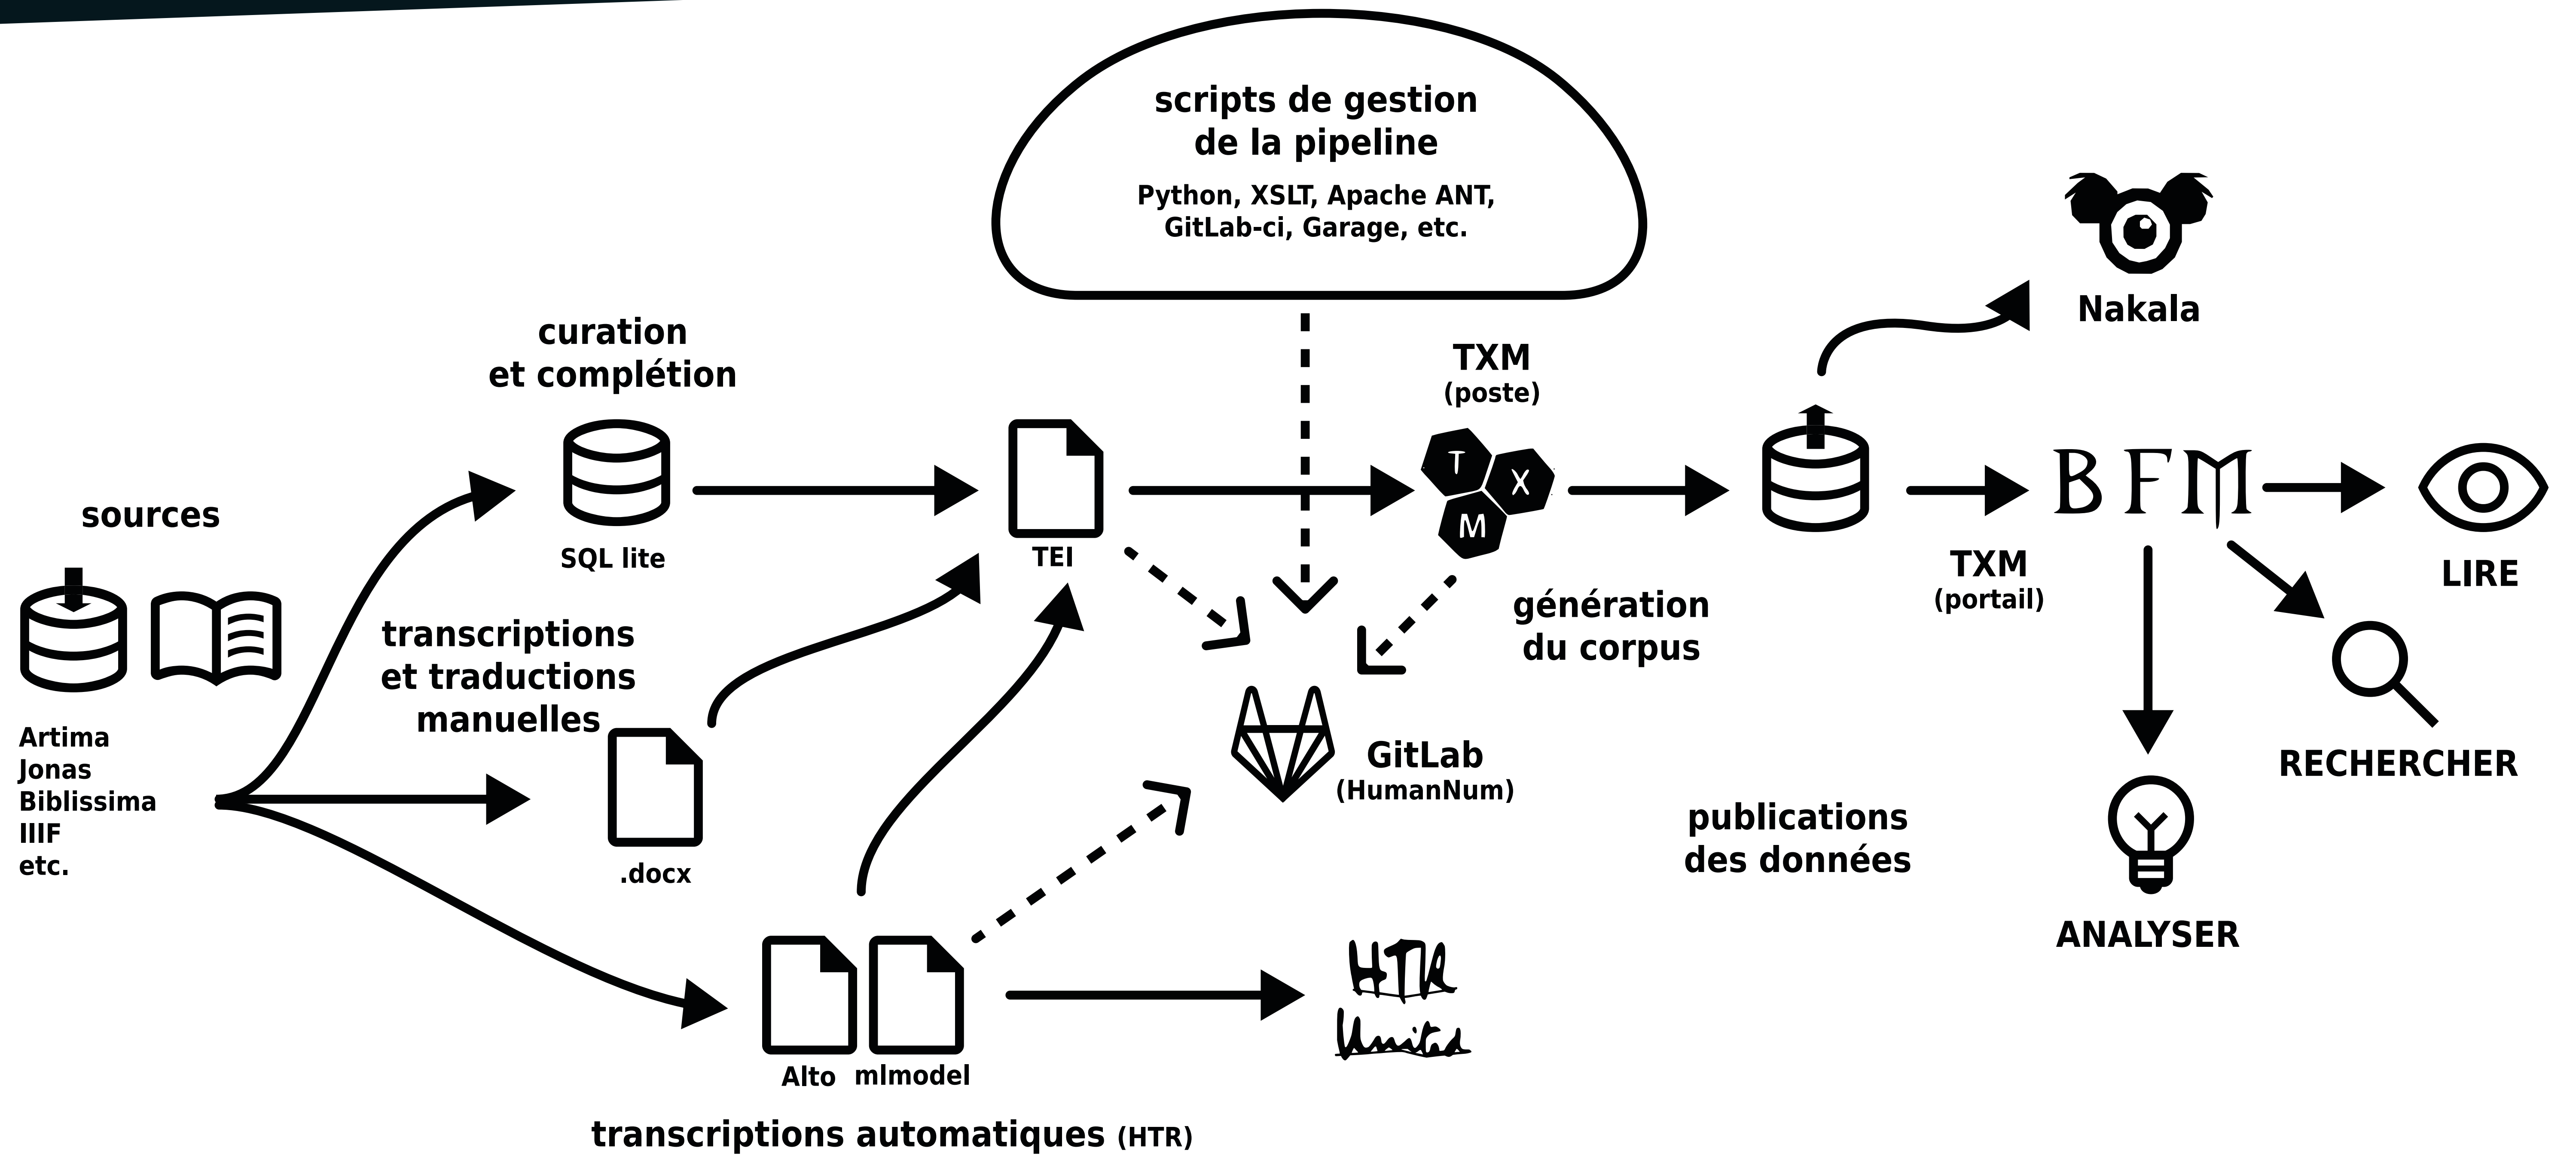 scripts de gestion
de la pipeline
Python, XSLT, Apache ANT,
GitLab-ci, Garage, etc.
Nakala
curation
et complétion
SQL lite
TEI
TXM
(poste)
T
X
M
BFM
TXM
(portail)
LIRE
sources
Artima
Jonas
Biblissima
IIIF
etc.
transcriptions
et traductions
manuelles
.docx
génération
du corpus
GitLab
(HumanNum)
RECHERCHER
publications
des données
ANALYSER
HTR
United
Alto
mlmodel
transcriptions automatiques (HTR)